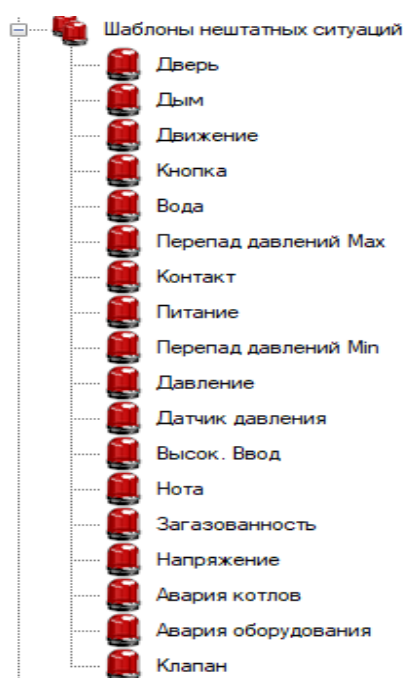 Шаблоны нештатных ситуаций
Дверь
Дым
Движение
Кнопка
Вода
Перепад давлений Max
Контакт
Питание
Перепад давлений Min
Давление
Датчик давления
Высок. Ввод
Нота
Загазованность
Напряжение
Авария котлов
Авария оборудования
Клапан